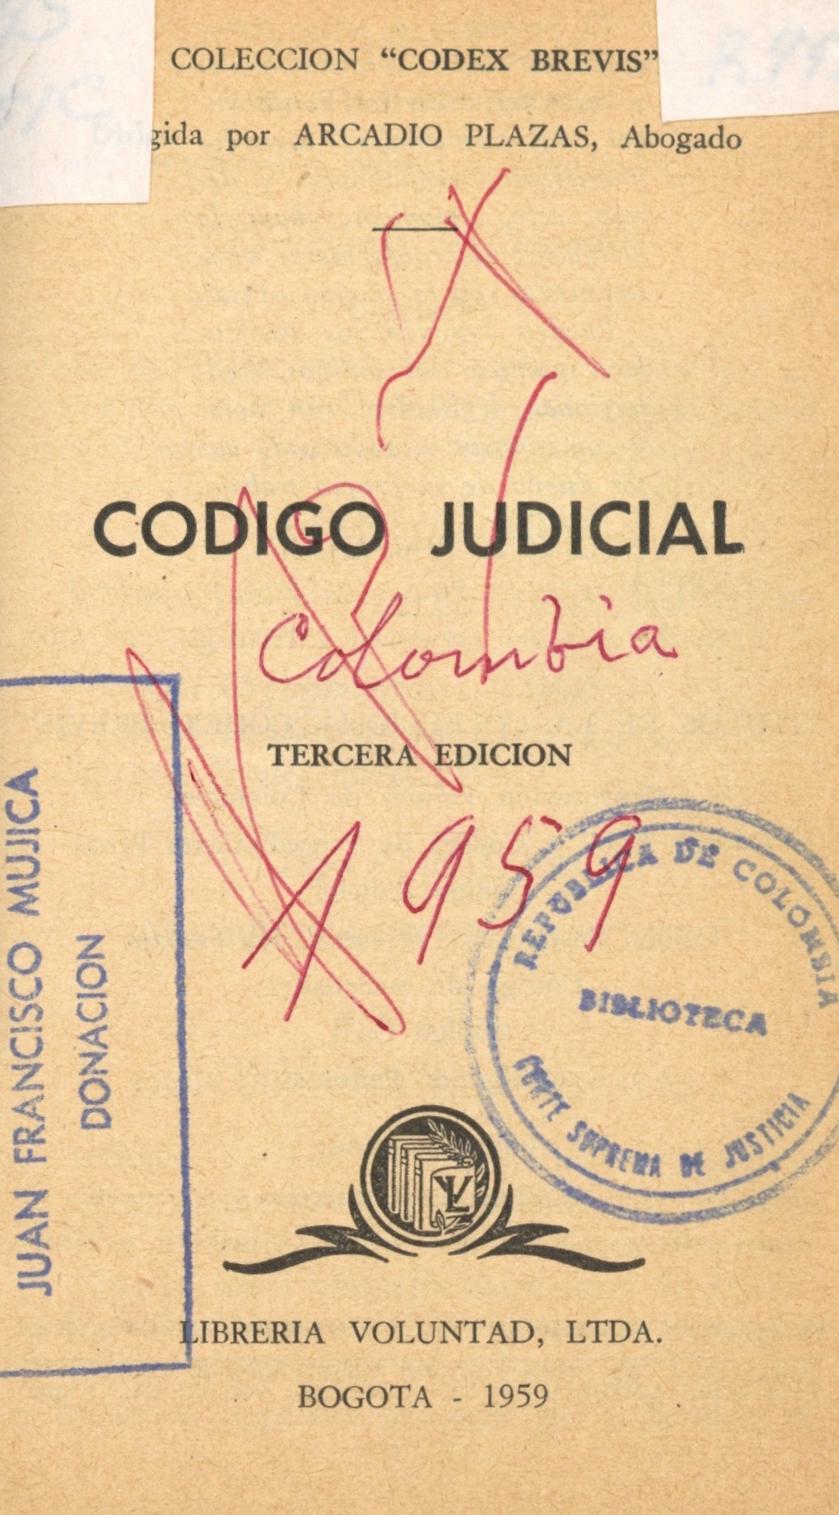 COLECCION “CODEX BREVIS”
Dirigida por ARCADIO PLAZAS, Abogado
CODIGO JUDICIAL
Colombia
TERCERA EDICION
1959
JUAN FRANCISCO MUJICA
DONACION
REPUBLICA DE COLOMBIA
BIBLIOTECA
CORTE SUPREMA DE JUSTICIA
LIBRERIA VOLUNTAD, LTDA.
BOGOTA - 1959